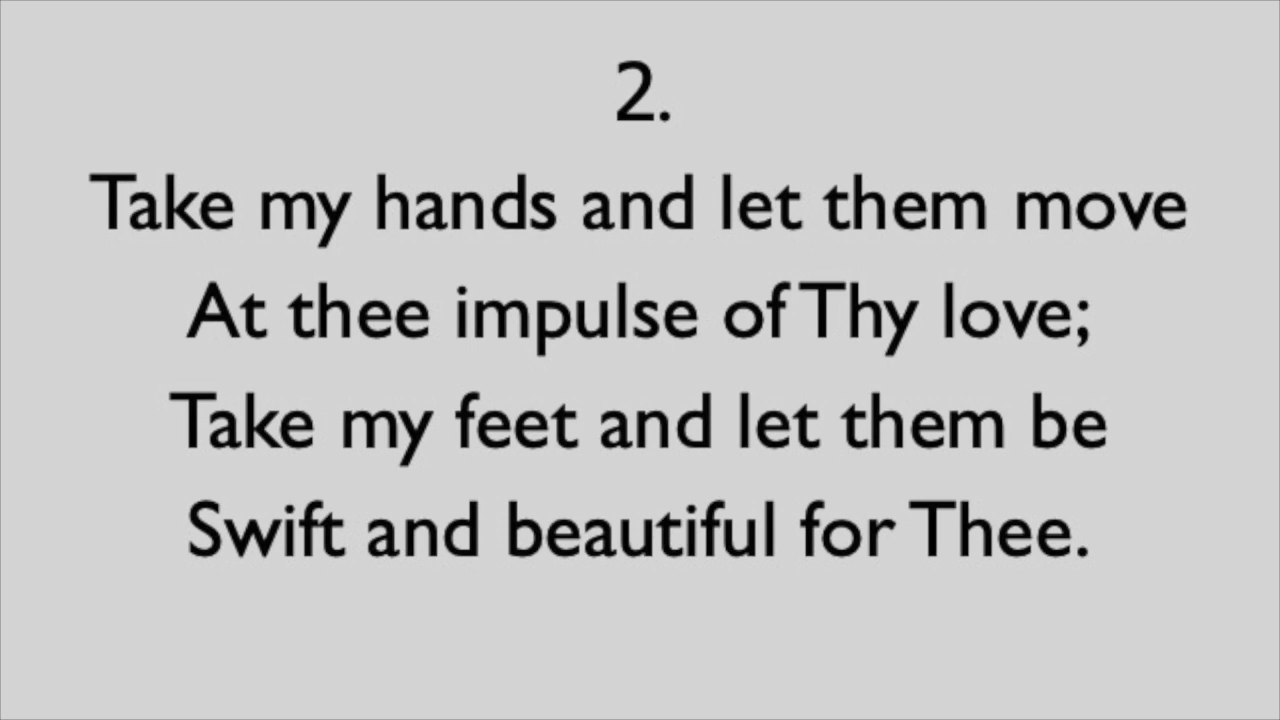 2.
Take my hands and let them move
At thee impulse of Thy love;
Take my feet and let them be
Swift and beautiful for Thee.